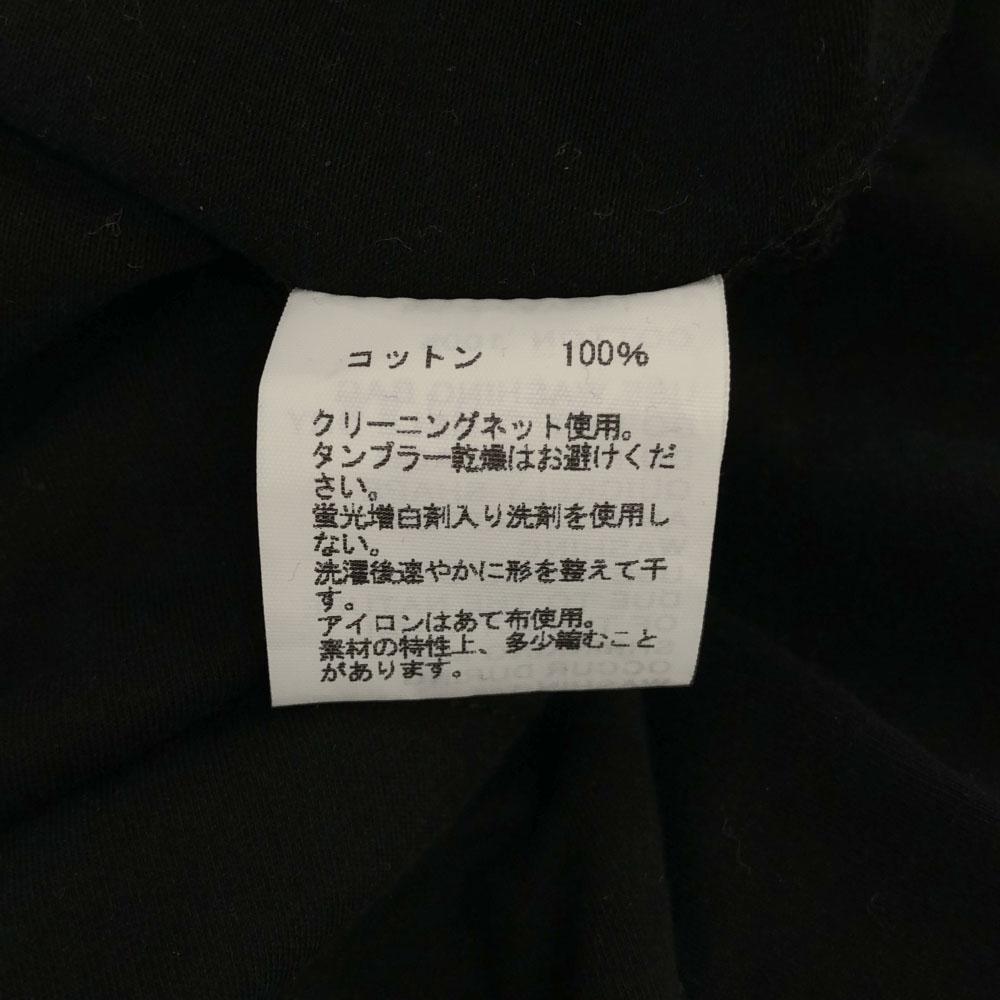 コットン 100%
クリーニングネット使用。
タンブラー乾燥はお避けくだ
さい。
蛍光増白剤入り洗剤を使用し
ない。
洗濯後速やかに形を整えて干
す。
アイロンはあて布使用。
素材の特性上、多少縮むこと
があります。